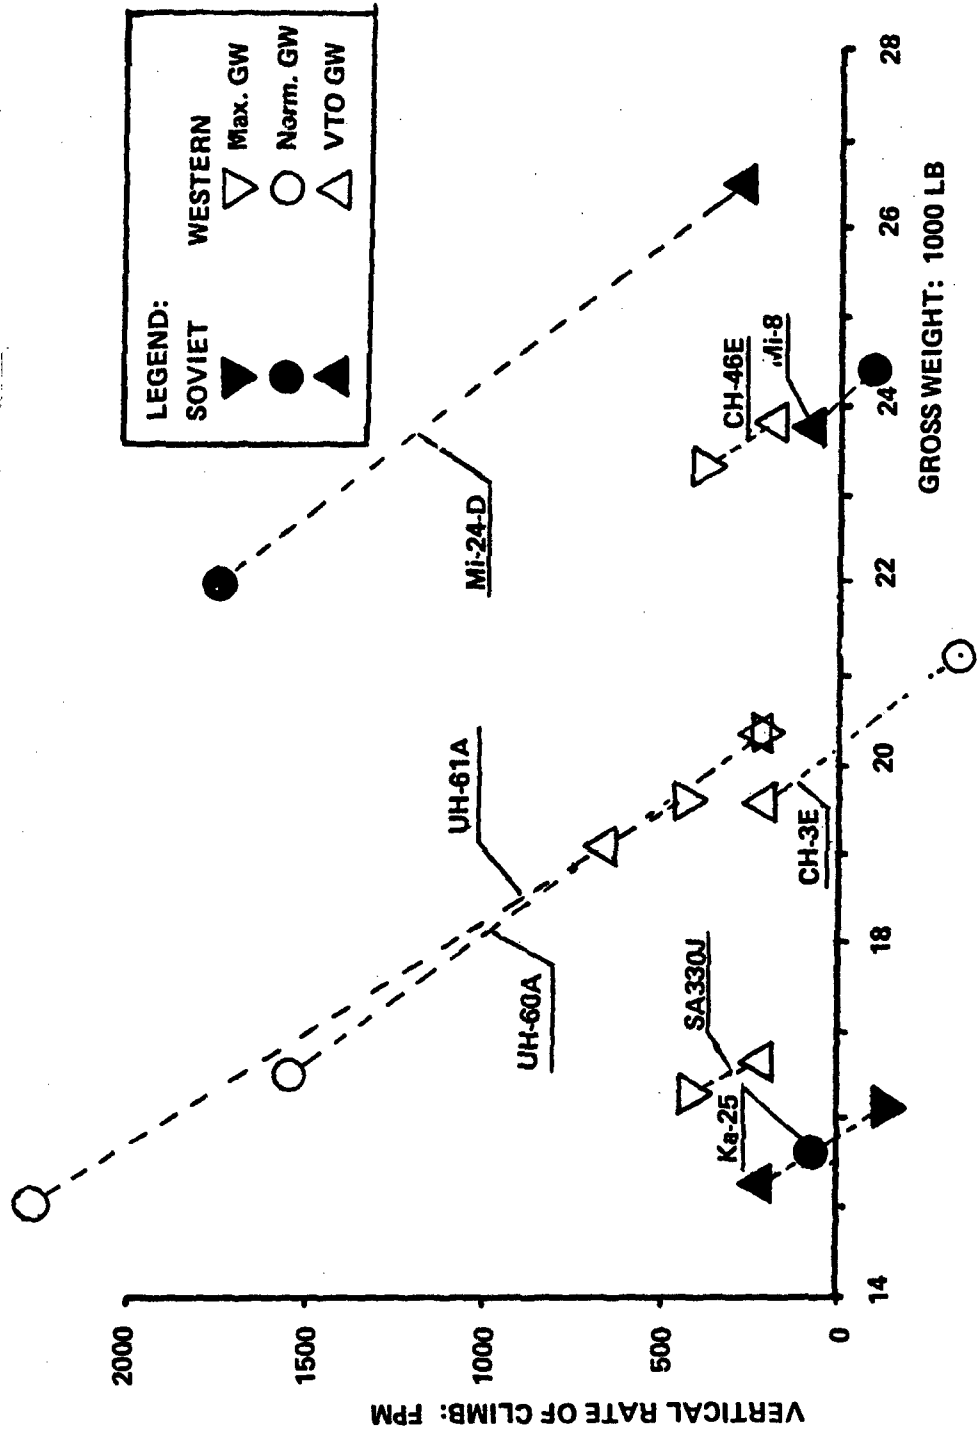 LEGEND:
SOVIET WESTERN
Max. GW
Norm. GW
VTO GW
Mi-24-D
UH-61A
UH-60A
CH-46E
Mi-8
SA330J
Ka-25
CH-3E
2000
1500
1000
500
0
VERTICAL RATE OF CLIMB: FPM
14
18
20
22
24
26
28
GROSS WEIGHT: 1000 LB